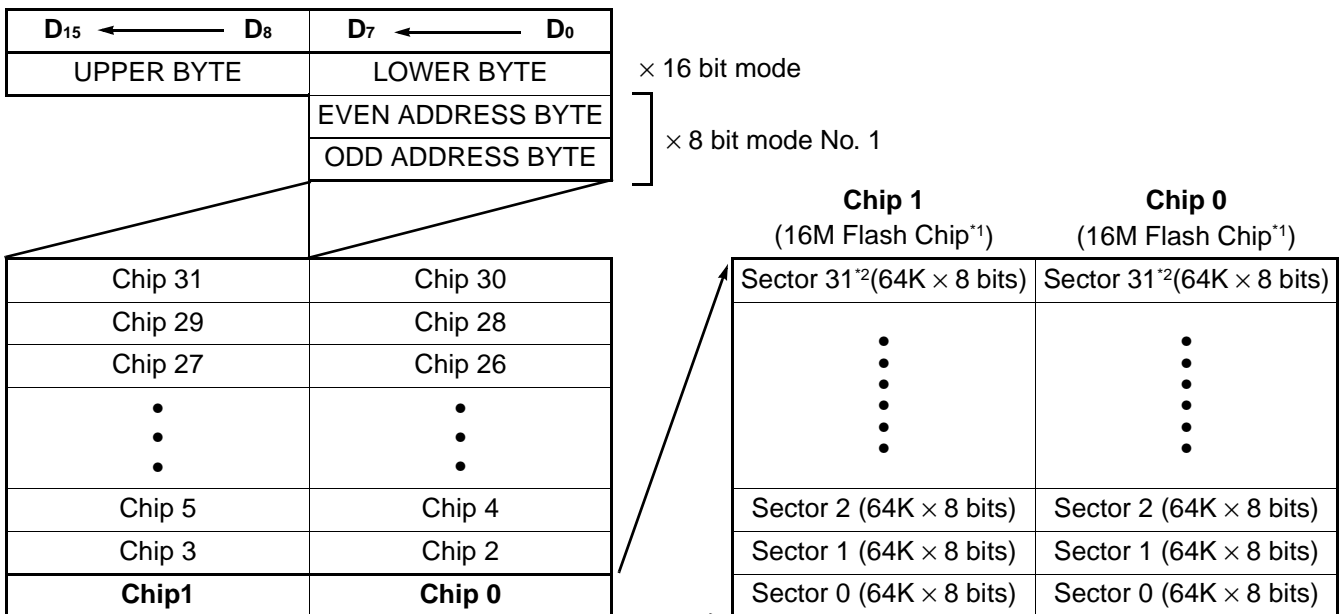 D15 D8 D7 D0
UPPER BYTE LOWER BYTE × 16 bit mode
EVEN ADDRESS BYTE
× 8 bit mode No. 1
ODD ADDRESS BYTE
Chip 1 Chip 0
(16M Flash Chip*1) (16M Flash Chip*1)
Chip 31 Chip 30 Sector 31*2(64K × 8 bits) Sector 31*2(64K × 8 bits)
Chip 29 Chip 28
Chip 27 Chip 26
Chip 5 Chip 4 Sector 2 (64K × 8 bits) Sector 2 (64K × 8 bits)
Chip 3 Chip 2 Sector 1 (64K × 8 bits) Sector 1 (64K × 8 bits)
Chip1 Chip 0 Sector 0 (64K × 8 bits) Sector 0 (64K × 8 bits)